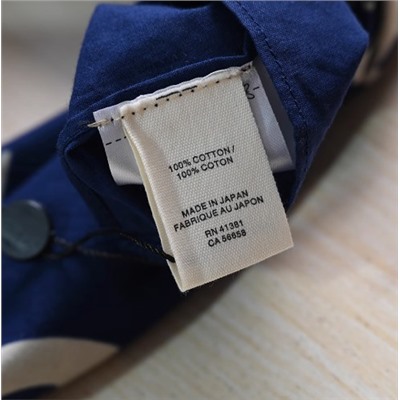 100% COTTON /
100% COTON
MADE IN JAPAN
FABRIQUE AU JAPON
RN 41381
CA 56658